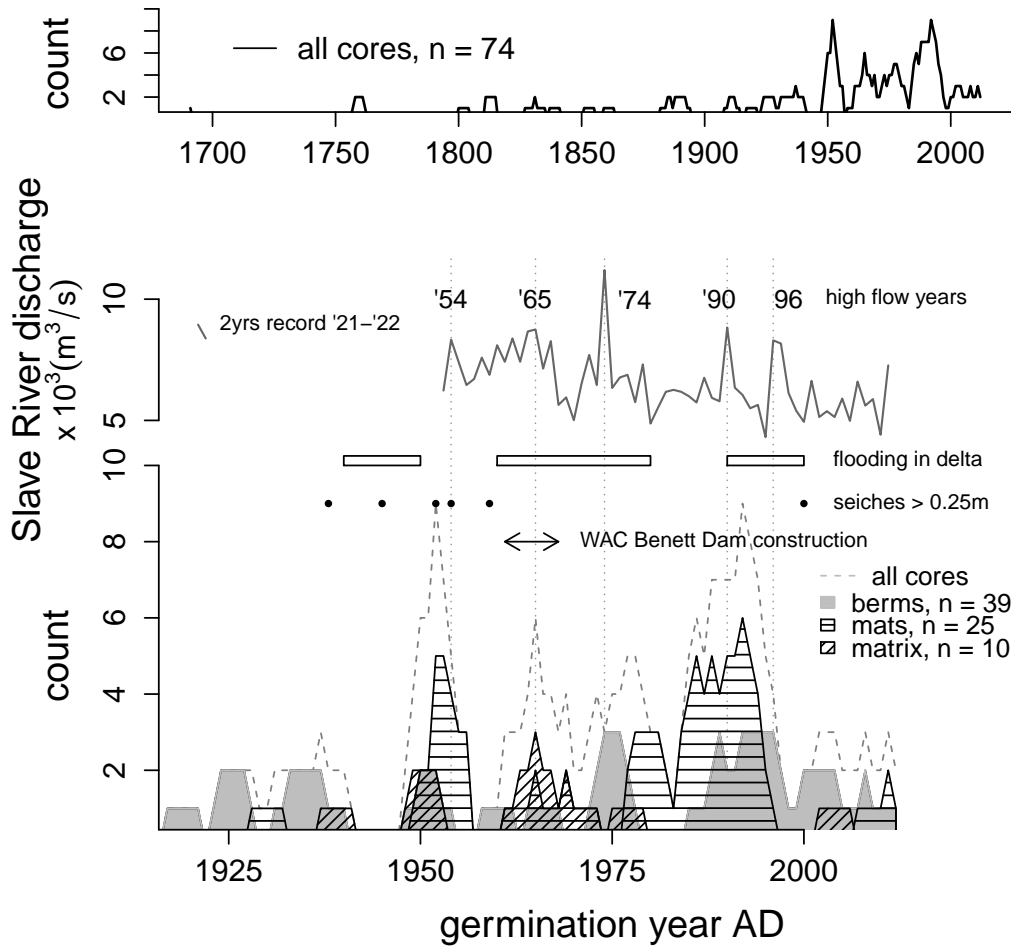 count
2
6
all cores, n = 74
1700
1750
1800
1850
1900
1950
2000
Slave River discharge
x 10³(m³/s)
5
10
2yrs record '21−'22
'54
'65
'74
'90
96
high flow years
flooding in delta
seiches > 0.25m
WAC Benett Dam construction
all cores
berms, n = 39
mats, n = 25
matrix, n = 10
count
2
4
6
8
10
1925
1950
1975
2000
germination year AD